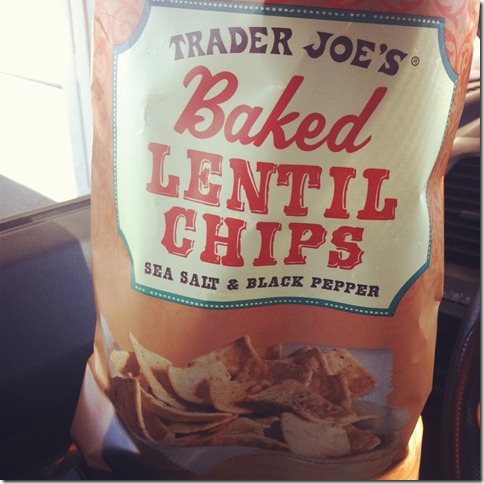 TRADER JOE'S®
Baked
LENTIL
CHIPS
SEA SALT & BLACK PEPPER